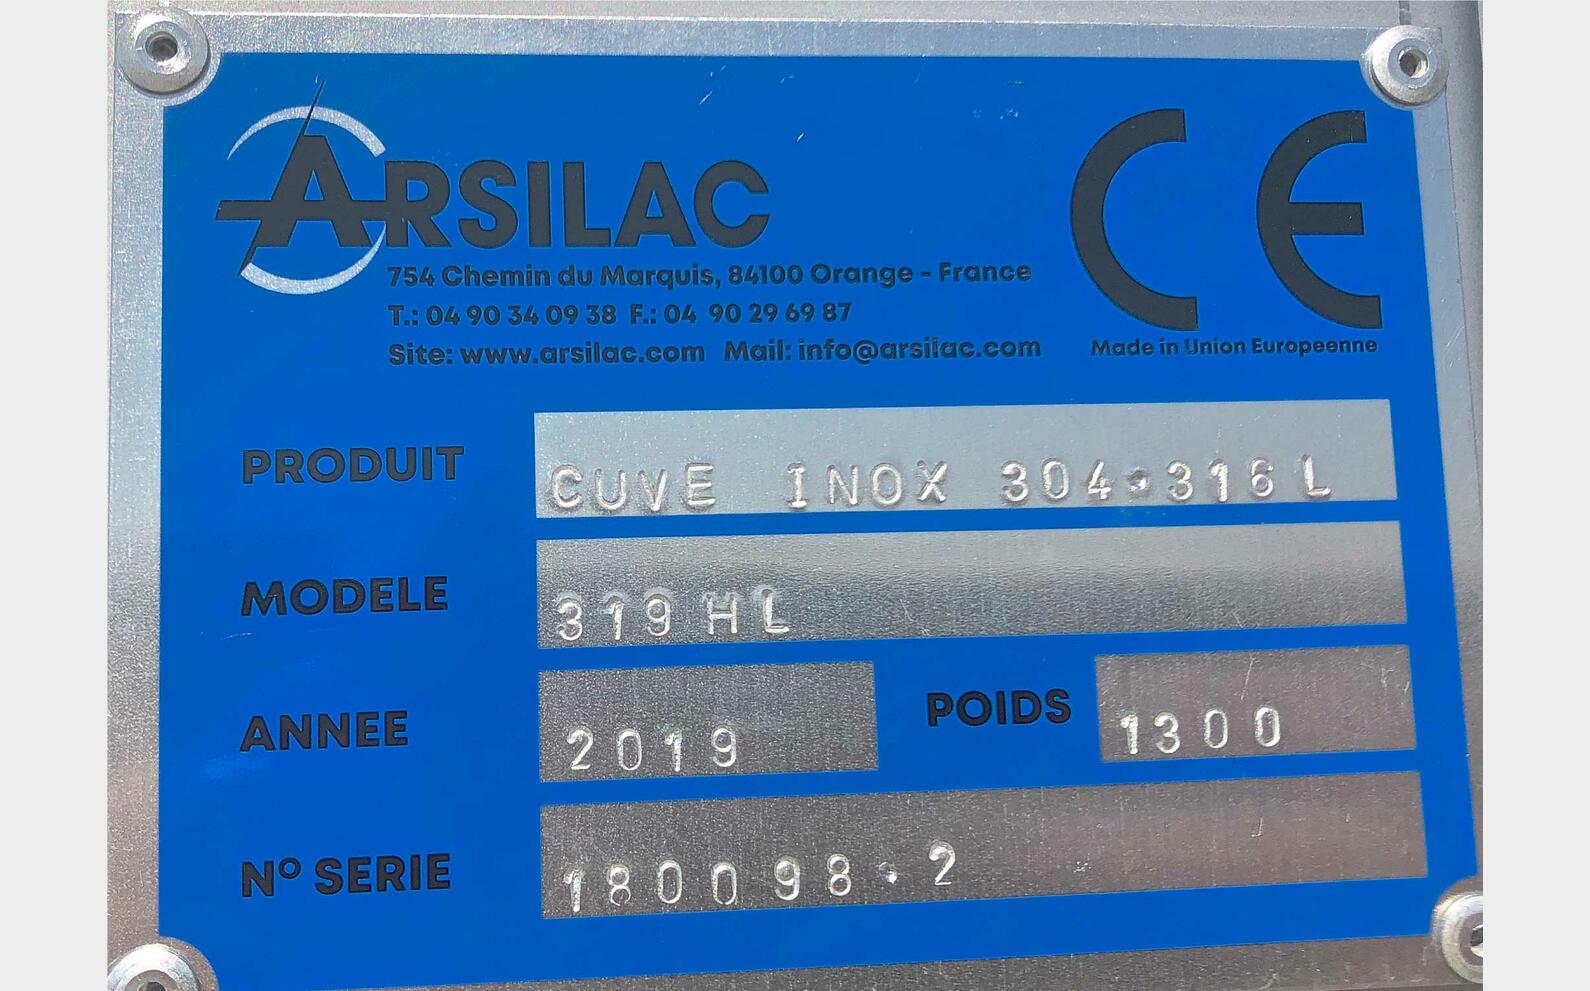 ARSILAC
754 Chemin du Marquis, 84100 Orange - France
T.: 04 90 34 09 38 F.: 04 90 29 69 87
Site: www.arsilac.com Mail: info@arsilac.com
CE
Made in Union Europeenne
PRODUIT CUVE INOX 304.316L
MODELE 319HL
ANNEE 2019 POIDS 1300
Nº SERIE 180098.2